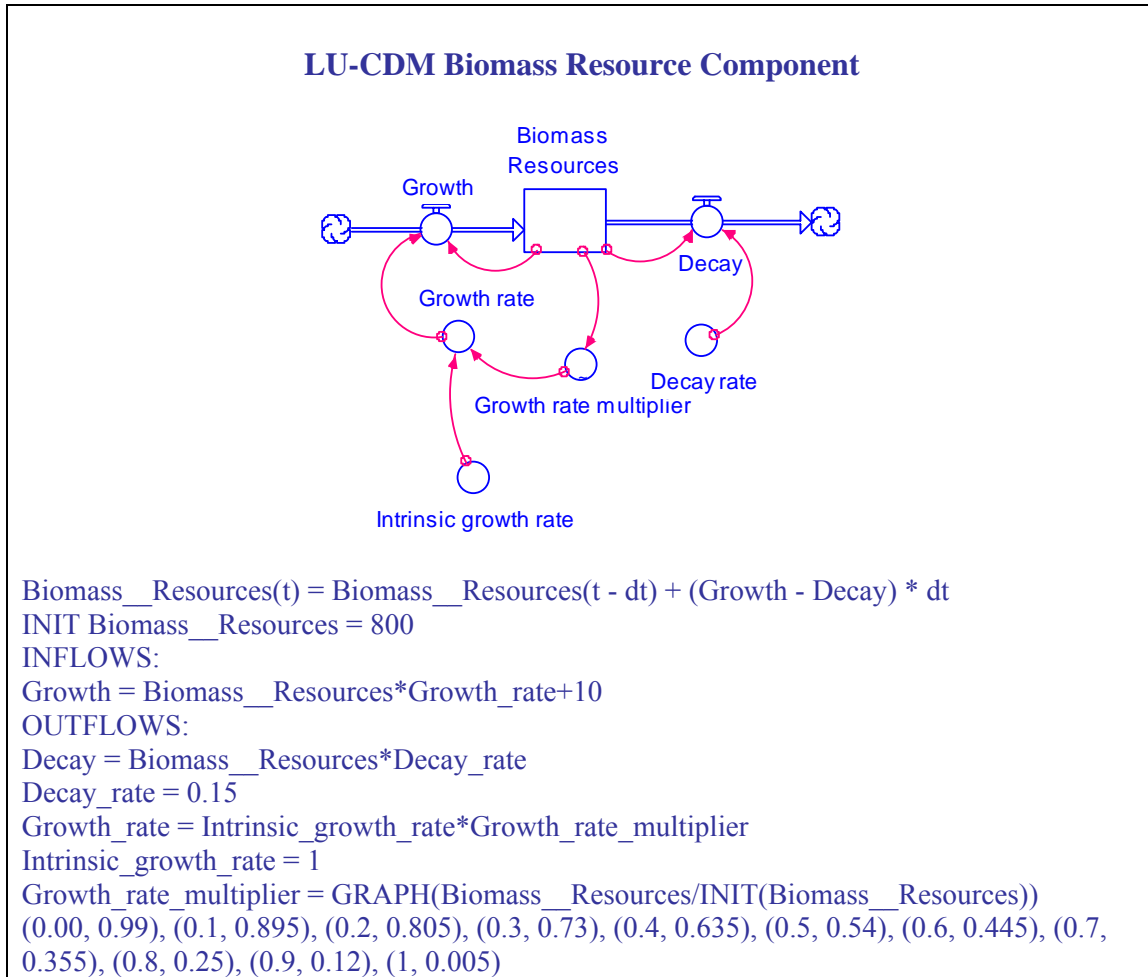 LU-CDM Biomass Resource Component
Biomass
Resources
Growth
Decay
Growth rate
Growth rate multiplier
Decay rate
Intrinsic growth rate
Biomass__Resources(t) = Biomass__Resources(t - dt) + (Growth - Decay) * dt
INIT Biomass__Resources = 800
INFLOWS:
Growth = Biomass__Resources*Growth_rate+10
OUTFLOWS:
Decay = Biomass__Resources*Decay_rate
Decay_rate = 0.15
Growth_rate = Intrinsic_growth_rate*Growth_rate_multiplier
Intrinsic_growth_rate = 1
Growth_rate_multiplier = GRAPH(Biomass__Resources/INIT(Biomass__Resources))
(0.00, 0.99), (0.1, 0.895), (0.2, 0.805), (0.3, 0.73), (0.4, 0.635), (0.5, 0.54), (0.6, 0.445), (0.7,
0.355), (0.8, 0.25), (0.9, 0.12), (1, 0.005)